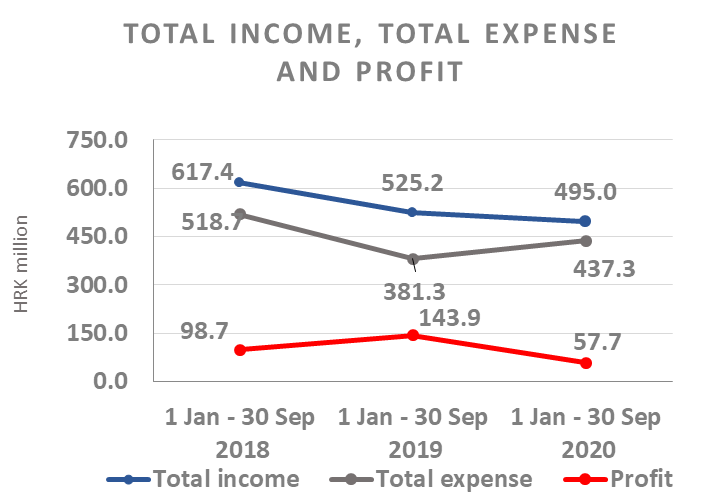 TOTAL INCOME, TOTAL EXPENSE
AND PROFIT
HRK million
750.0
600.0
450.0
300.0
150.0
0.0
617.4
525.2
495.0
518.7
381.3
437.3
98.7
143.9
57.7
1 Jan - 30 Sep 2018
1 Jan - 30 Sep 2019
1 Jan - 30 Sep 2020
Total income
Total expense
Profit